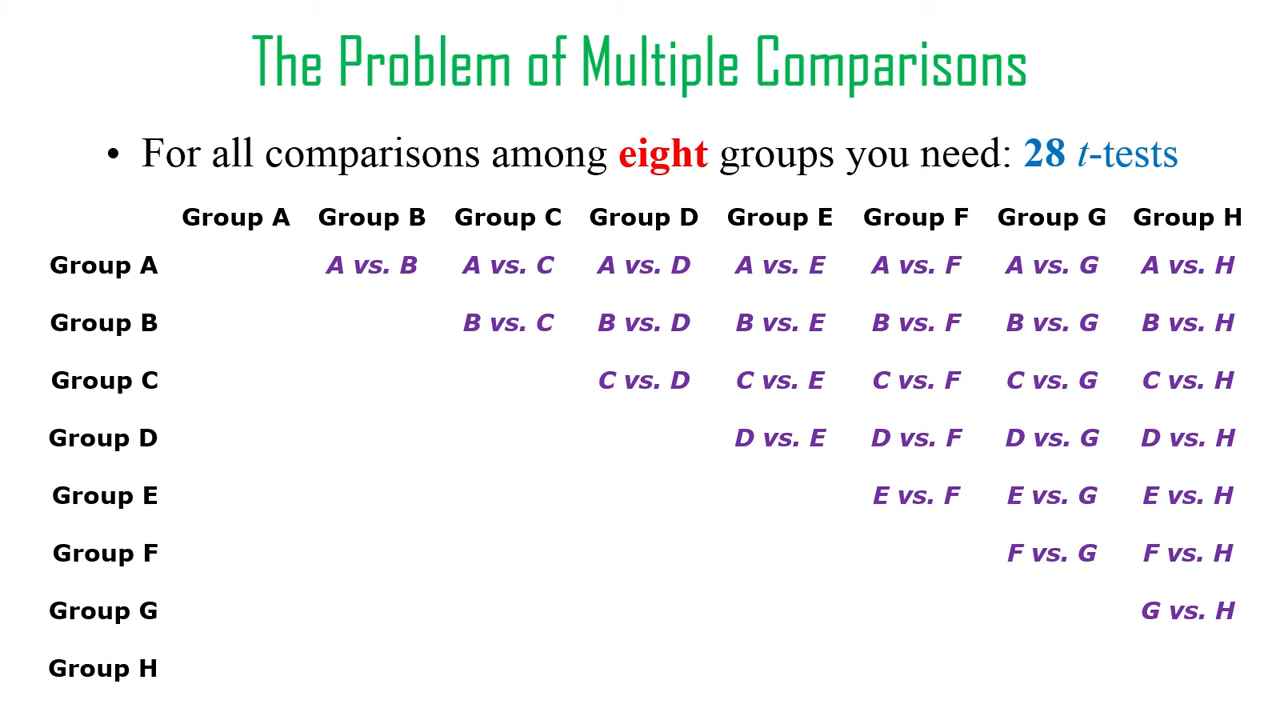 The Problem of Multiple Comparisons
• For all comparisons among eight groups you need: 28 t-tests
Group A Group B Group C Group D Group E Group F Group G Group H
Group A A vs. B A vs. C A vs. D A vs. E A vs. F A vs. G A vs. H
Group B B vs. C B vs. D B vs. E B vs. F B vs. G B vs. H
Group C C vs. D C vs. E C vs. F C vs. G C vs. H
Group D D vs. E D vs. F D vs. G D vs. H
Group E E vs. F E vs. G E vs. H
Group F F vs. G F vs. H
Group G G vs. H
Group H